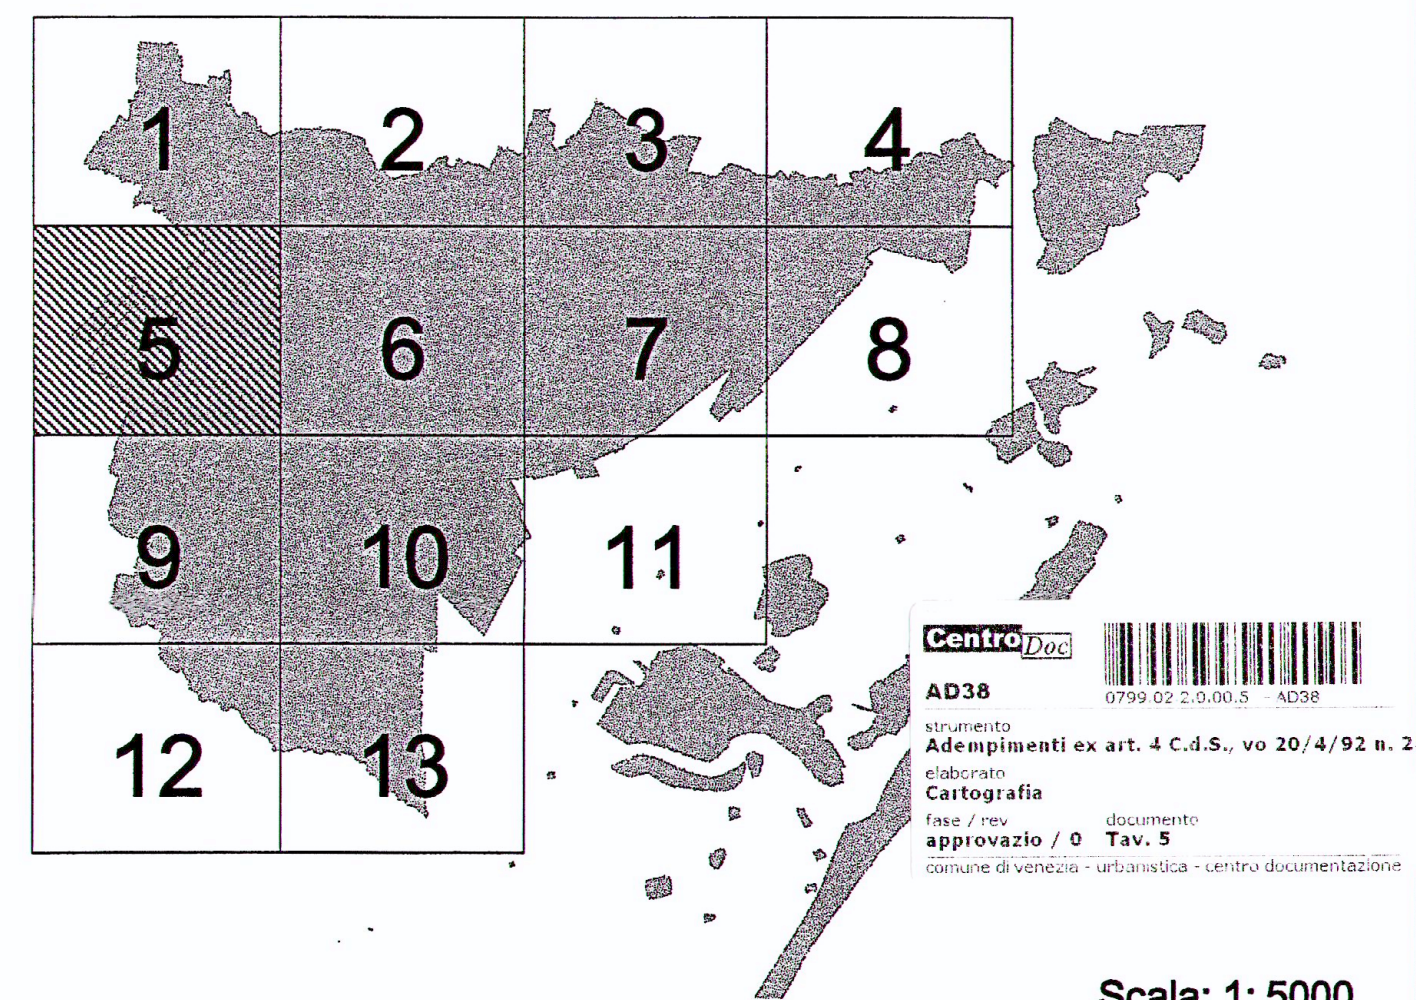 1 2 3 4
5 6 7 8
9 10 11
12 13
CentroDoc
AD38
0799.02 2.0.00.5 - AD38
strumento
Adempimenti ex art. 4 C.d.S., vo 20/4/92 n. 2
elaborato
Cartografia
fase / rev documento
approvazio / 0 Tav. 5
comune di venezia - urbanistica - centro documentazione
Scala: 1: 5000